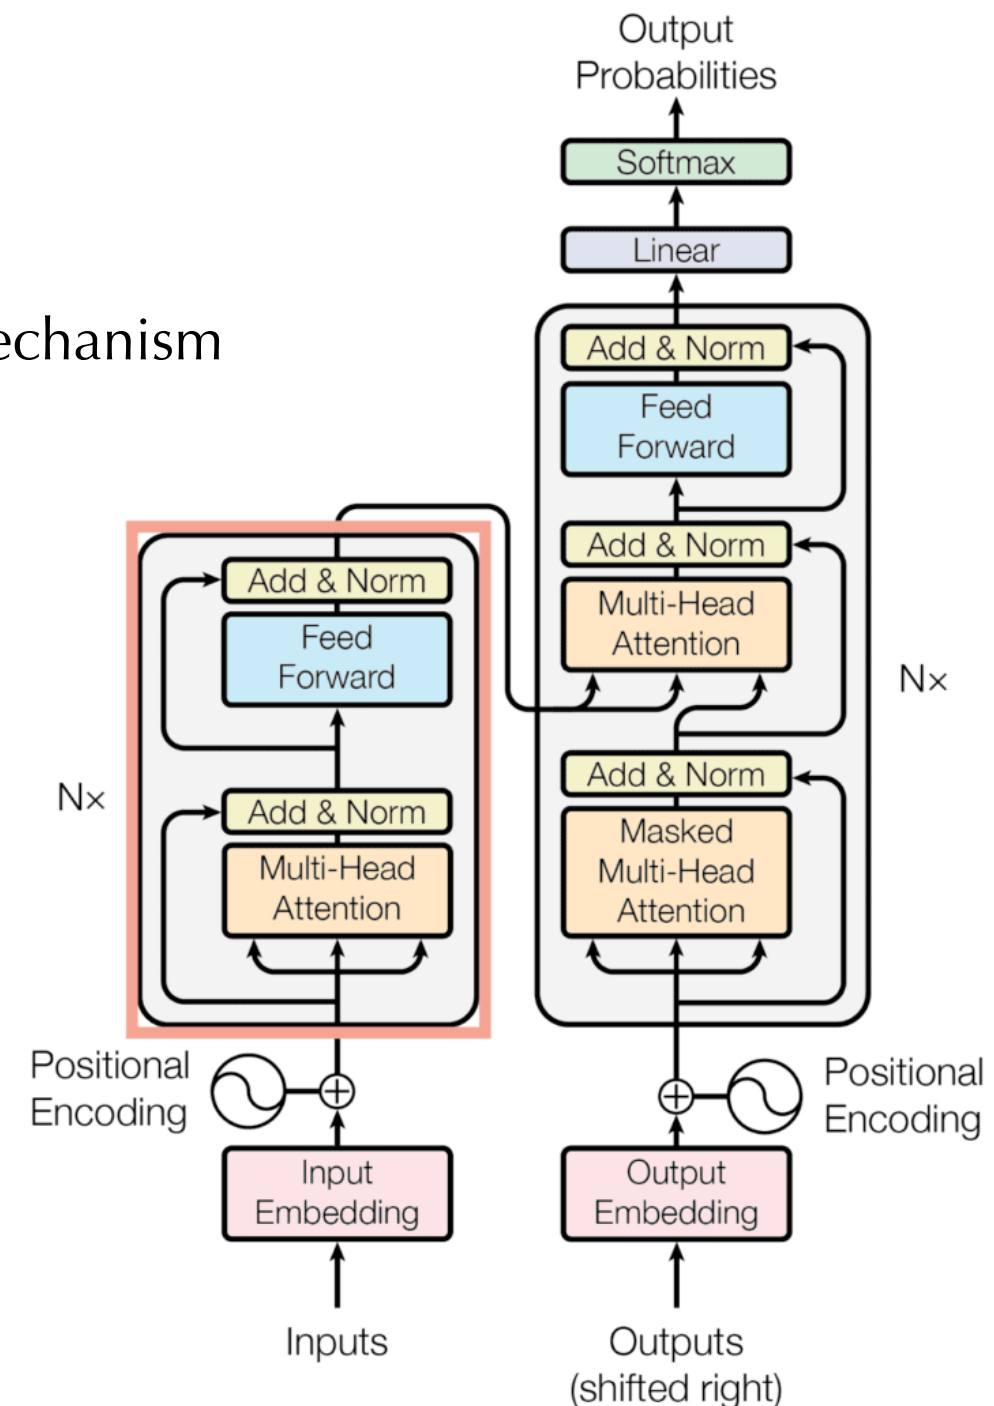 Output
Probabilities
Softmax
Linear
echanism
Add & Norm
Feed
Forward
Add & Norm
Multi-Head
Attention
N×
Add & Norm
Masked
Multi-Head
Attention
Add & Norm
Feed
Forward
N×
Add & Norm
Multi-Head
Attention
Positional
Encoding
Positional
Encoding
Input
Embedding
Output
Embedding
Inputs
Outputs
(shifted right)